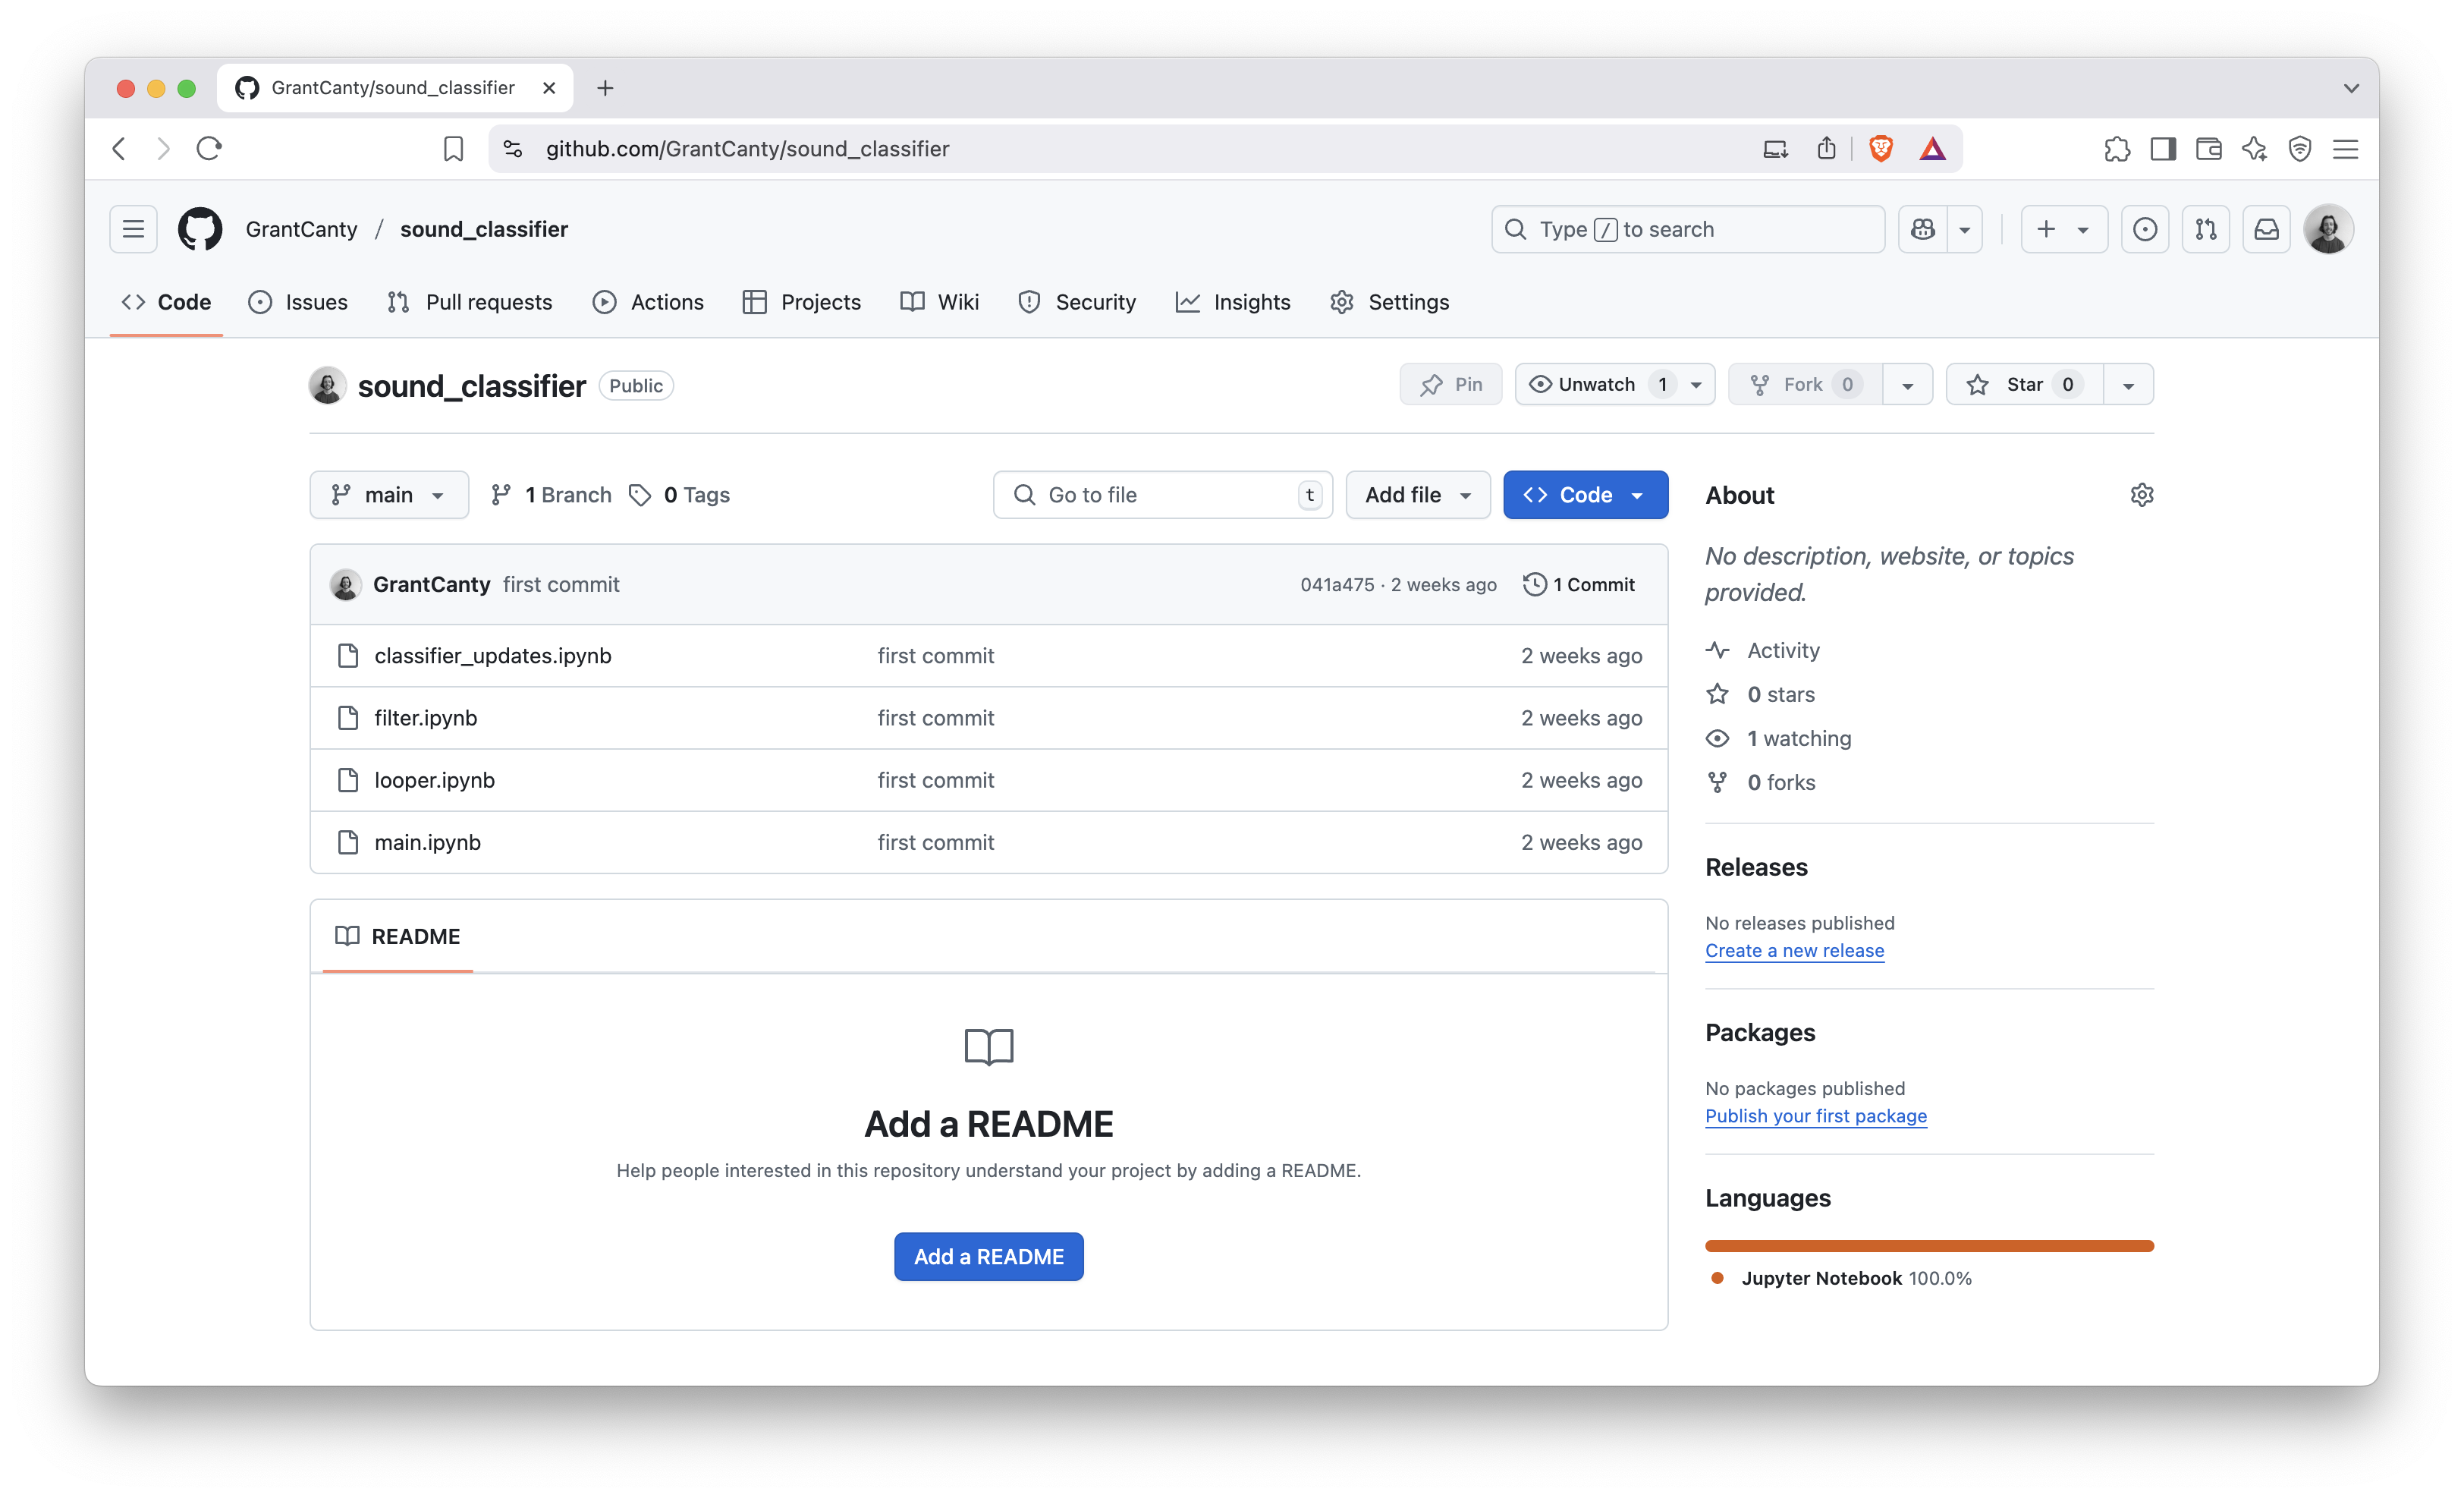 GrantCanty/sound_classifier
github.com/GrantCanty/sound_classifier
GrantCanty / sound_classifier
Type / to search
Code Issues Pull requests Actions Projects Wiki Security Insights Settings
sound_classifier Public
Pin Unwatch 1 Fork 0 Star 0
main 1 Branch 0 Tags Go to file t Add file Code
GrantCanty first commit 041a475 · 2 weeks ago 1 Commit
classifier_updates.ipynb first commit 2 weeks ago
filter.ipynb first commit 2 weeks ago
looper.ipynb first commit 2 weeks ago
main.ipynb first commit 2 weeks ago
README
Add a README
Help people interested in this repository understand your project by adding a README.
Add a README
About
No description, website, or topics
provided.
Activity
0 stars
1 watching
0 forks
Releases
No releases published
Create a new release
Packages
No packages published
Publish your first package
Languages
Jupyter Notebook 100.0%